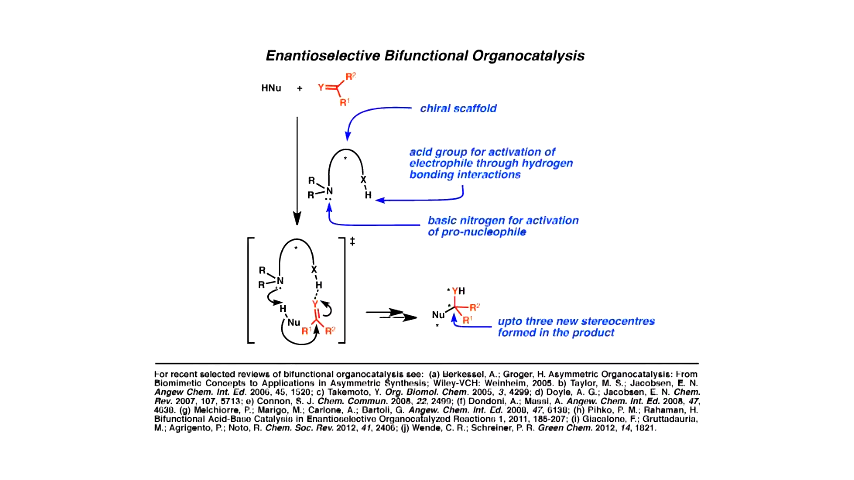 Enantioselective Bifunctional Organocatalysis
HNu + Y R² R¹
chiral scaffold
acid group for activation of
electrophile through hydrogen
bonding interactions
* R R N X H
basic nitrogen for activation
of pro-nucleophile
‡
* R R N X H
H Nu Y R¹ R²
* YH
Nu * R²
* R¹
upto three new stereocentres
formed in the product
For recent selected reviews of bifunctional organocatalysis see: (a) Berkessel, A.; Groger, H. Asymmetric Organocatalysis: From
Biomimetic Concepts to Applications in Asymmetric Synthesis; Wiley-VCH: Weinheim, 2005. b) Taylor, M. S.; Jacobsen, E. N.
Angew Chem. Int. Ed. 2006, 45, 1520; c) Takemoto, Y. Org. Biomol. Chem. 2005, 3, 4299; d) Doyle, A. G.; Jacobsen, E. N. Chem.
Rev. 2007, 107, 5713; e) Connon, S. J. Chem. Commun. 2008, 22, 2499; (f) Dondoni, A.; Massi, A. Angew. Chem. Int. Ed. 2008, 47,
4638. (g) Melchiorre, P.; Marigo, M.; Carlone, A.; Bartoli, G. Angew. Chem. Int. Ed. 2008, 47, 6138; (h) Pihko, P. M.; Rahaman, H.
Bifunctional Acid-Base Catalysis in Enantioselective Organocatalyzed Reactions 1, 2011, 185-207; (i) Giacalone, F.; Gruttadauria,
M.; Agrigento, P.; Noto, R. Chem. Soc. Rev. 2012, 41, 2406; (j) Wende, C. R.; Schreiner, P. R. Green Chem. 2012, 14, 1821.